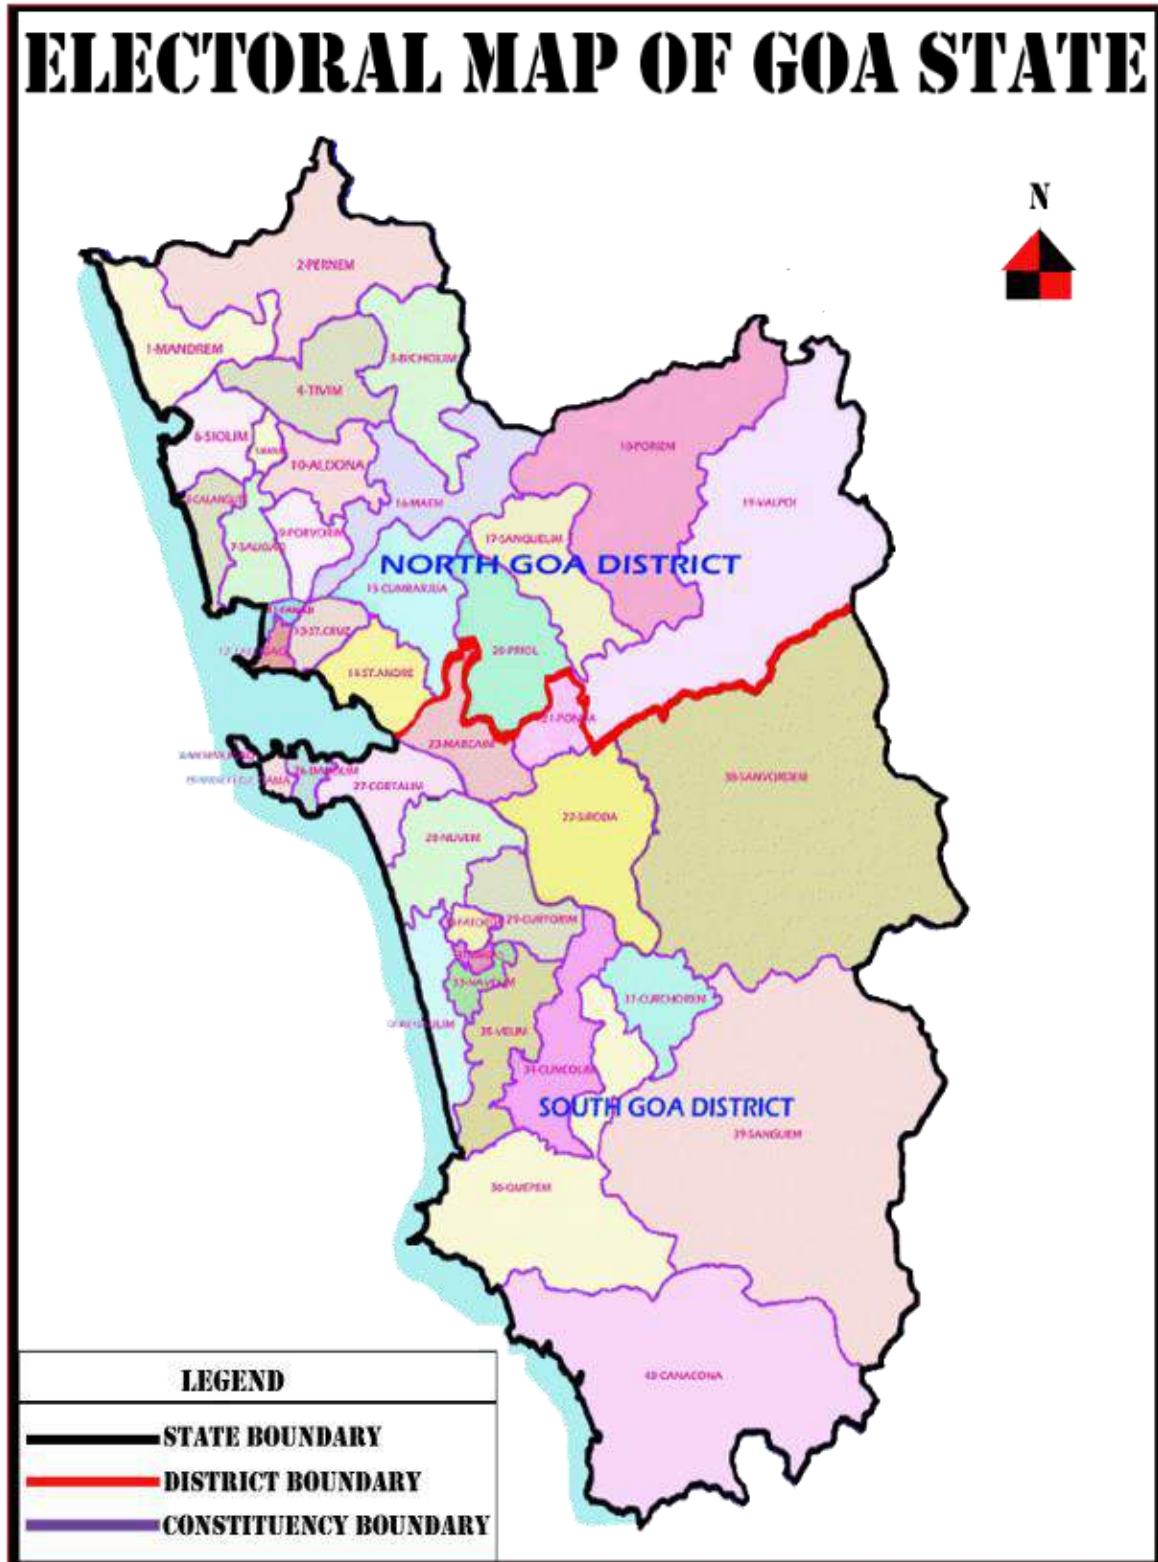 ELECTORAL MAP OF GOA STATE
N
2-PERNEM
1-MANDREM
3-BICHOLIM
4-TIVIM
6-SIOLIM
10-ALDONA
18-PORIEM
16-MAEM
19-VALPOI
9-PORVORIM
17-SANQUELIM
7-SALIGAO
NORTH GOA DISTRICT
15-CUMBARJUA
13-ST.CRUZ
20-PRIOL
14-ST.ANDRE
21-PONDA
23-MARCAIM
27-CORTALIM
38-SANVORDEM
22-SIRODA
28-NUVEM
29-CURTORIM
33-NAVELIM
37-CURCHOREM
35-VELIM
34-CUNCOLIM
SOUTH GOA DISTRICT
39-SANGUEM
36-QUEPEM
40-CANACONA
LEGEND
STATE BOUNDARY
DISTRICT BOUNDARY
CONSTITUENCY BOUNDARY